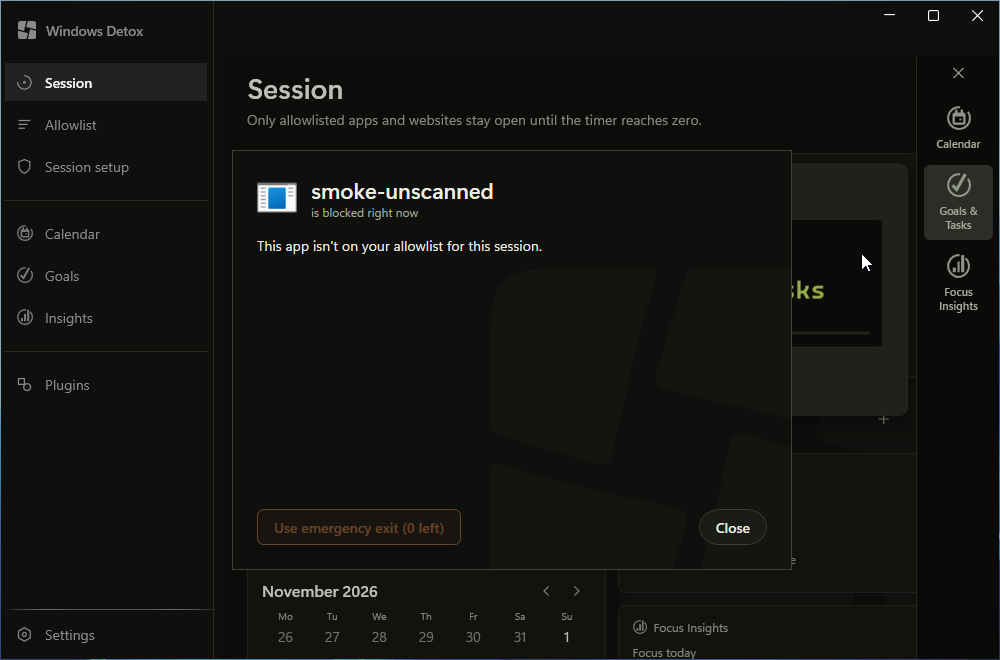 Windows Detox
Session
Allowlist
Session setup
Calendar
Goals
Insights
Plugins
Settings
Session
Only allowlisted apps and websites stay open until the timer reaches zero.
smoke-unscanned
is blocked right now
This app isn't on your allowlist for this session.
Use emergency exit (0 left)
Close
sks
+
e
November 2026
Mo Tu We Th Fr Sa Su
26 27 28 29 30 31 1
Focus Insights
Focus today
Calendar
Goals &
Tasks
Focus
Insights